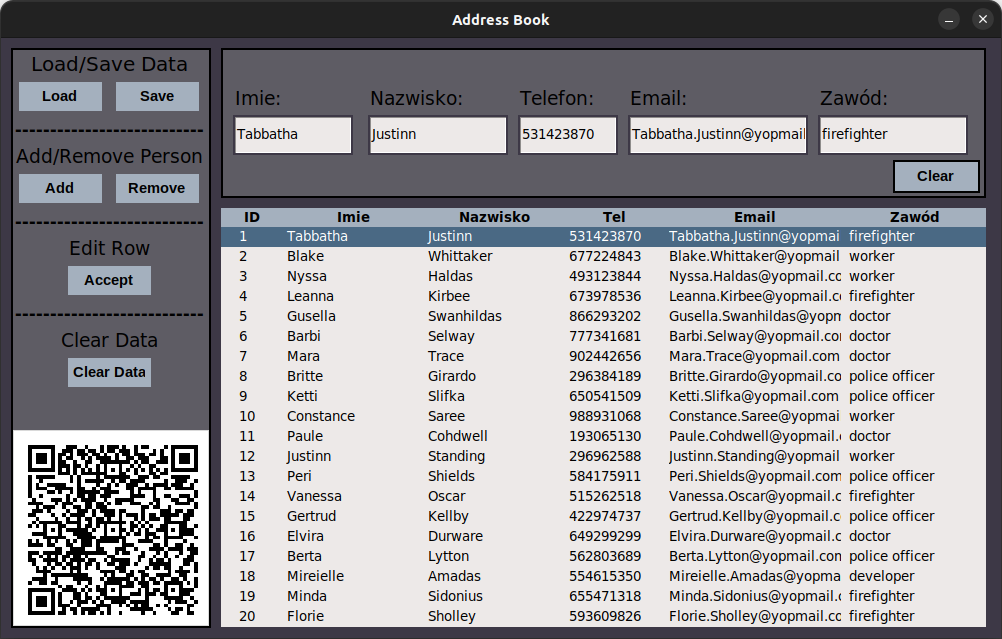 Address Book
Load/Save Data
Load Save
---------------------------
Add/Remove Person
Add Remove
---------------------------
Edit Row
Accept
---------------------------
Clear Data
Clear Data
Imie: Nazwisko: Telefon: Email: Zawód:
Tabbatha Justinn 531423870 Tabbatha.Justinn@yopmail firefighter
Clear
ID Imie Nazwisko Tel Email Zawód
1 Tabbatha Justinn 531423870 Tabbatha.Justinn@yopmai firefighter
2 Blake Whittaker 677224843 Blake.Whittaker@yopmail worker
3 Nyssa Haldas 493123844 Nyssa.Haldas@yopmail.cc worker
4 Leanna Kirbee 673978536 Leanna.Kirbee@yopmail.c firefighter
5 Gusella Swanhildas 866293202 Gusella.Swanhildas@yopn doctor
6 Barbi Selway 777341681 Barbi.Selway@yopmail.co doctor
7 Mara Trace 902442656 Mara.Trace@yopmail.com doctor
8 Britte Girardo 296384189 Britte.Girardo@yopmail.co police officer
9 Ketti Slifka 650541509 Ketti.Slifka@yopmail.com police officer
10 Constance Saree 988931068 Constance.Saree@yopmai worker
11 Paule Cohdwell 193065130 Paule.Cohdwell@yopmail. doctor
12 Justinn Standing 296962588 Justinn.Standing@yopmail worker
13 Peri Shields 584175911 Peri.Shields@yopmail.com police officer
14 Vanessa Oscar 515262518 Vanessa.Oscar@yopmail.c firefighter
15 Gertrud Kellby 422974737 Gertrud.Kellby@yopmail.c police officer
16 Elvira Durware 649299299 Elvira.Durware@yopmail.c doctor
17 Berta Lytton 562803689 Berta.Lytton@yopmail.com police officer
18 Mireielle Amadas 554615350 Mireielle.Amadas@yopma developer
19 Minda Sidonius 655471318 Minda.Sidonius@yopmail.c firefighter
20 Florie Sholley 593609826 Florie.Sholley@yopmail.co firefighter